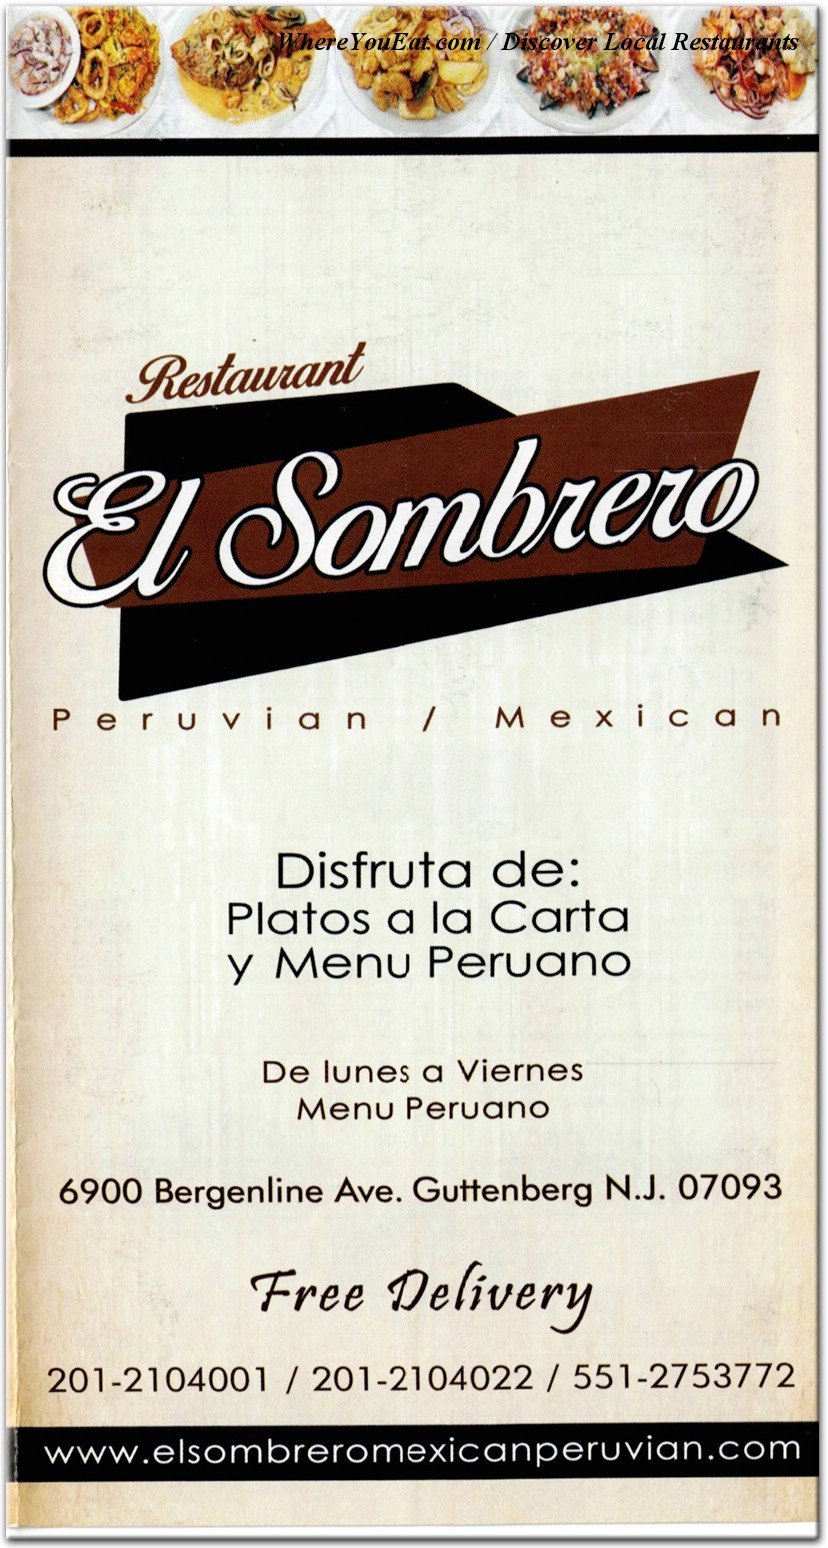 WhereYouEat.com / Discover Local Restaurants
Restaurant
El Sombrero
Peruvian / Mexican
Disfruta de:
Platos a la Carta
y Menu Peruano
De lunes a Viernes
Menu Peruano
6900 Bergenline Ave. Guttenberg N.J. 07093
Free Delivery
201-2104001 / 201-2104022 / 551-2753772
www.elsombreromexicanperuvian.com